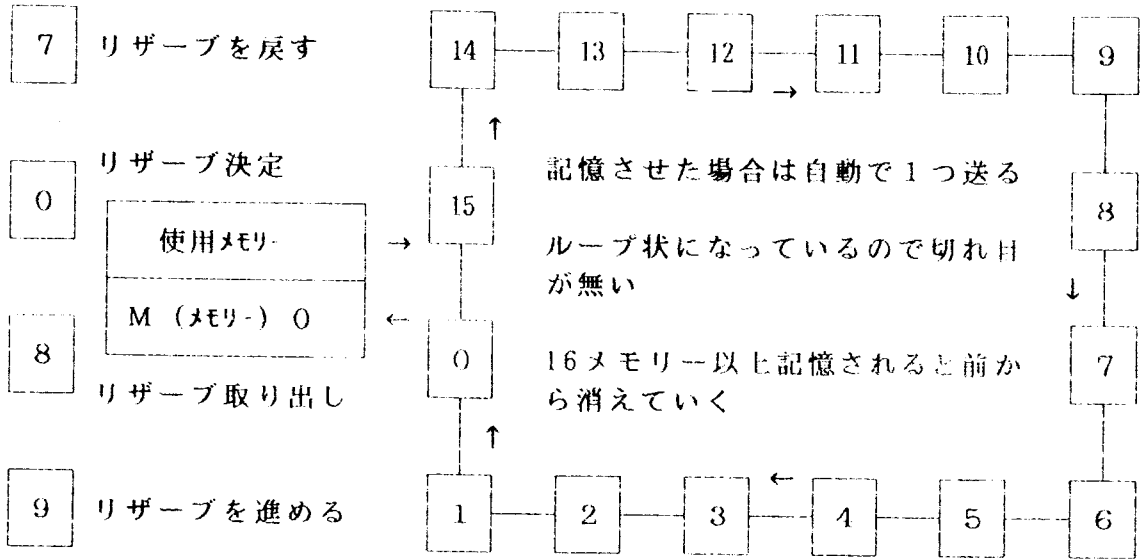 7 リザーブを戻す
0 リザーブ決定
使用メモリー
M (メモリー) 0
8 リザーブ取り出し
9 リザーブを進める
14 13 12 11 10 9
→
↑
15
記憶させた場合は自動で1つ送る
8
→
ループ状になっているので切れ目
が無い
↓
←
0
16メモリー以上記憶されると前か
ら消えていく
7
↑
←
1 2 3 4 5 6